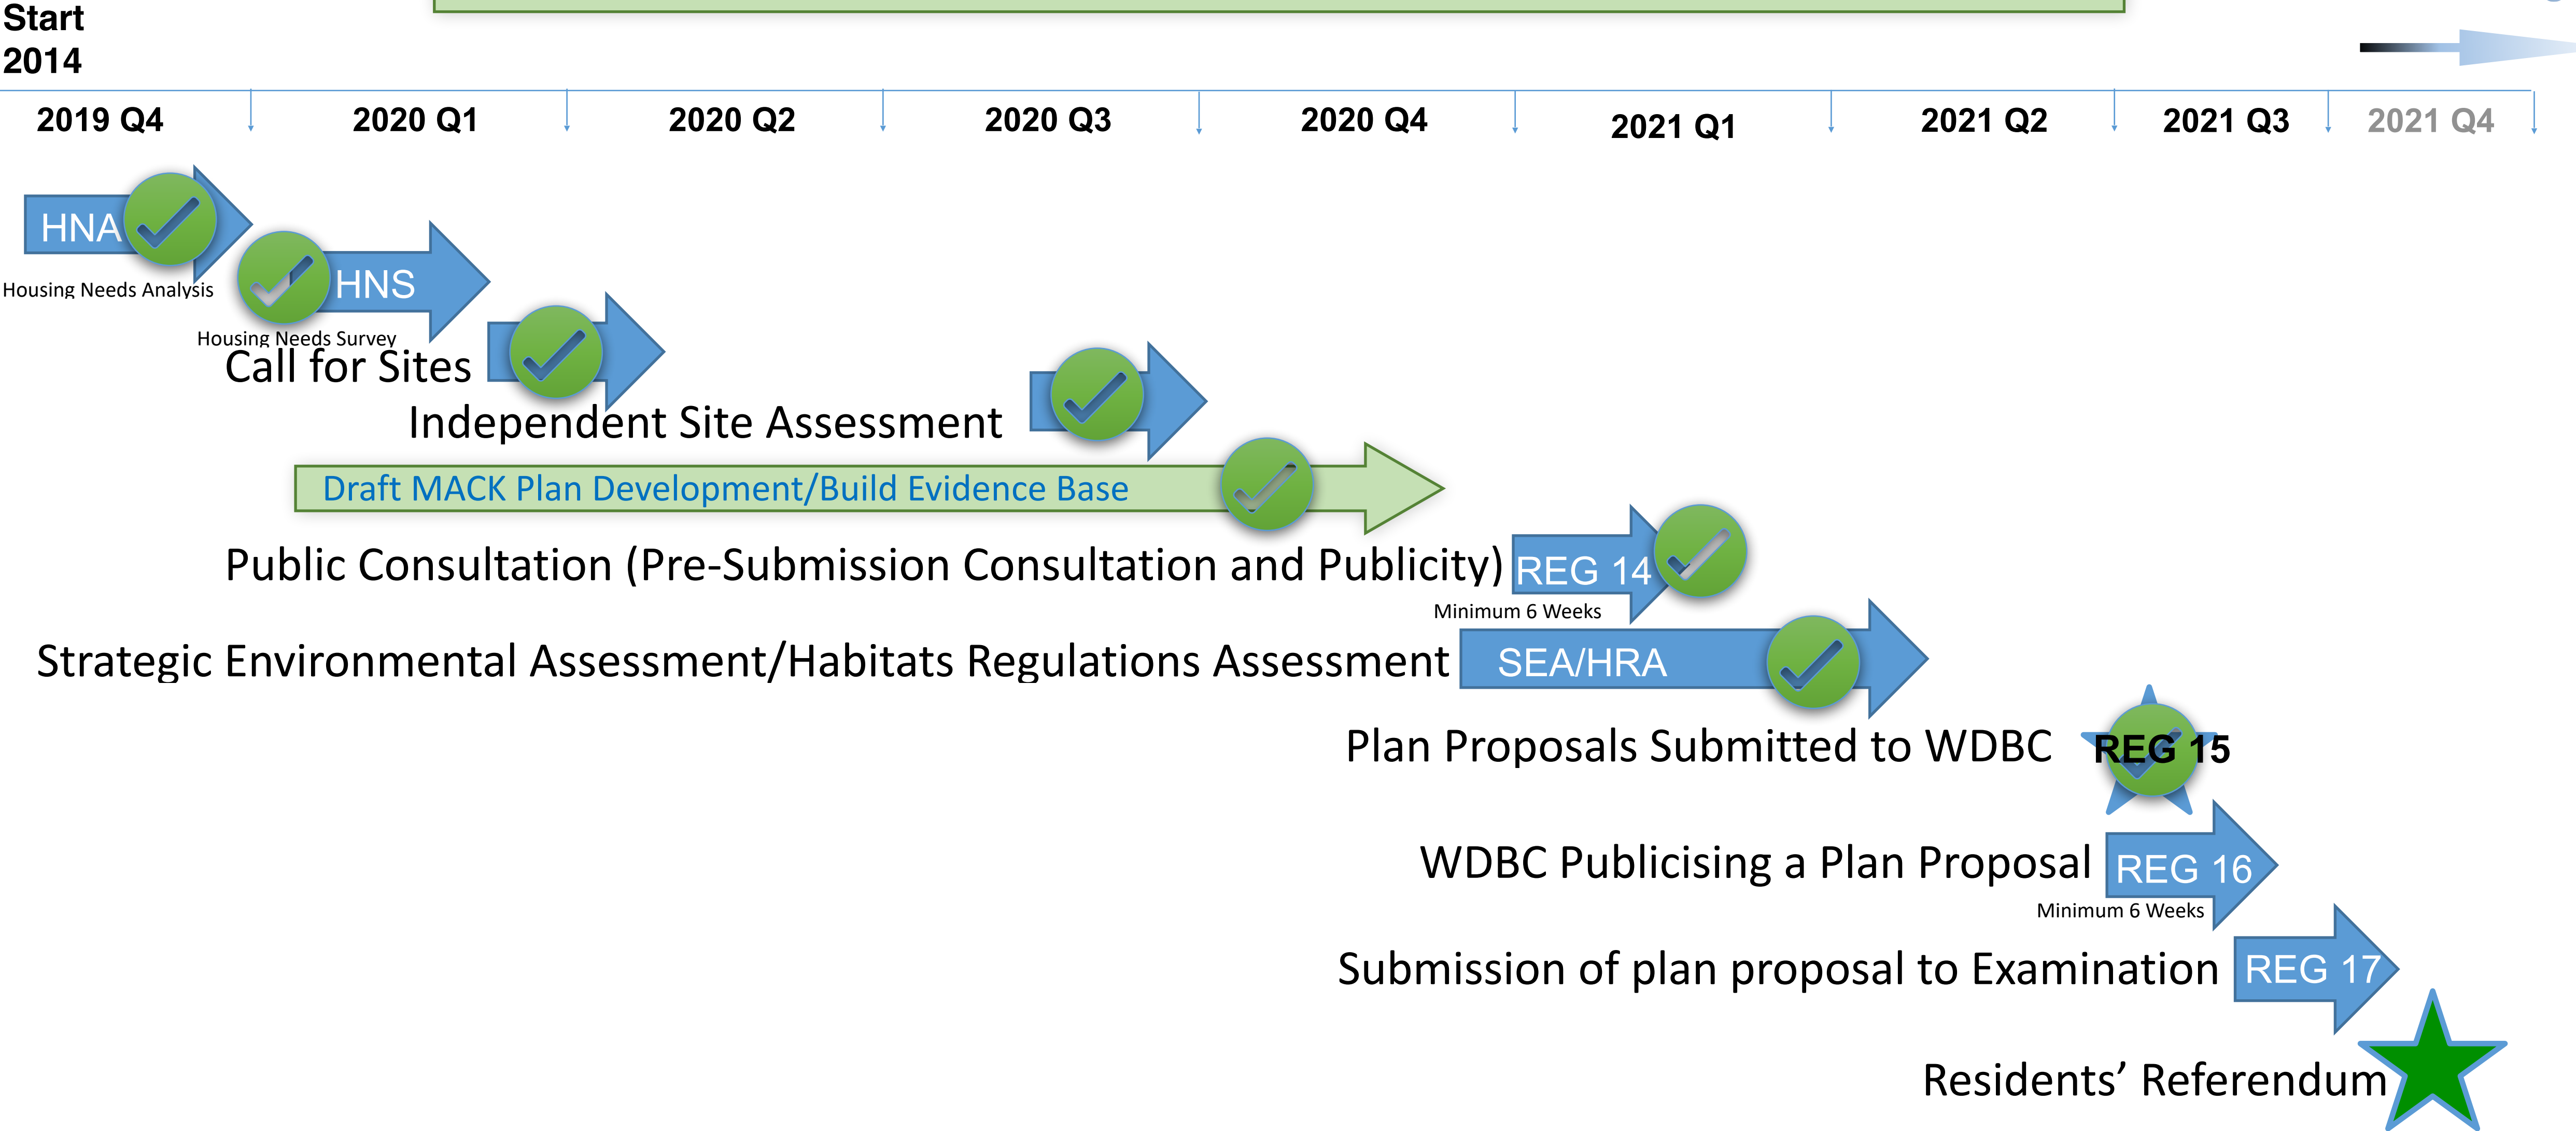 Start
2014
2019 Q4
2020 Q1
2020 Q2
2020 Q3
2020 Q4
2021 Q1
2021 Q2
2021 Q3
2021 Q4
HNA
Housing Needs Analysis
HNS
Housing Needs Survey
Call for Sites
Independent Site Assessment
Draft MACK Plan Development/Build Evidence Base
Public Consultation (Pre-Submission Consultation and Publicity)
REG 14
Minimum 6 Weeks
Strategic Environmental Assessment/Habitats Regulations Assessment
SEA/HRA
Plan Proposals Submitted to WDBC
REG 15
WDBC Publicising a Plan Proposal
REG 16
Minimum 6 Weeks
Submission of plan proposal to Examination
REG 17
Residents’ Referendum